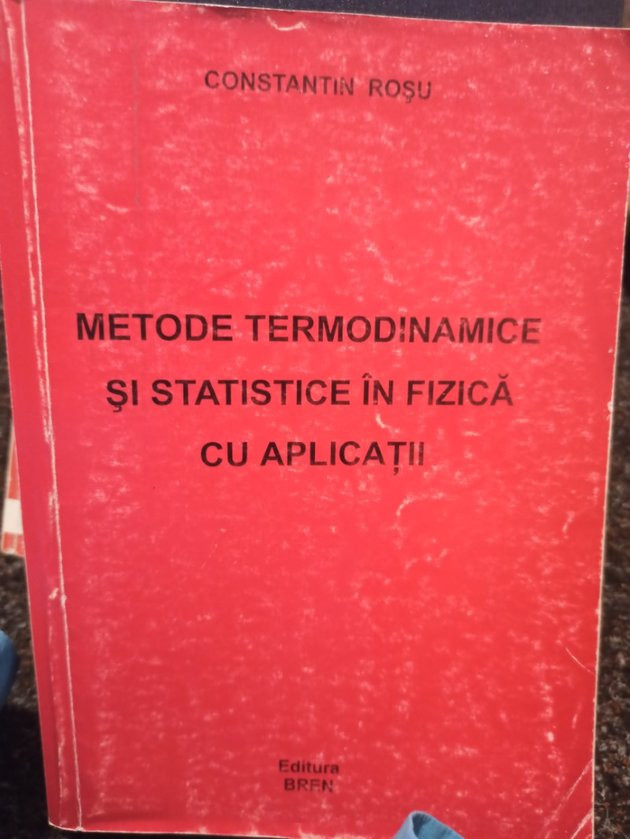 CONSTANTIN ROŞU
METODE TERMODINAMICE
ŞI STATISTICE ÎN FIZICĂ
CU APLICAŢII
Editura
BREN